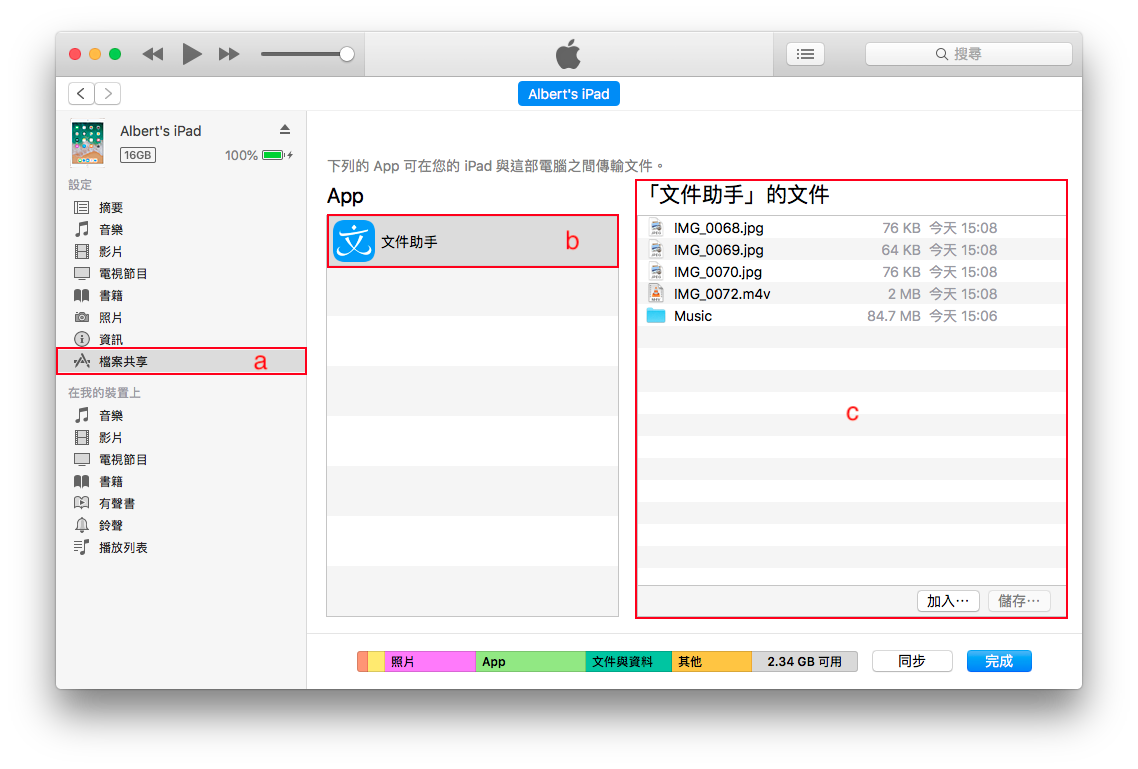 搜尋
Albert's iPad
Albert's iPad
16GB
100%
設定
摘要
音樂
影片
電視節目
書籍
照片
資訊
檔案共享 a
在我的裝置上
音樂
影片
電視節目
書籍
有聲書
鈴聲
播放列表
下列的 App 可在您的 iPad 與這部電腦之間傳輸文件。
App
文件助手 b
「文件助手」的文件
IMG_0068.jpg 76 KB 今天 15:08
IMG_0069.jpg 64 KB 今天 15:08
IMG_0070.jpg 76 KB 今天 15:08
IMG_0072.m4v 2 MB 今天 15:08
Music 84.7 MB 今天 15:06
c
加入⋯ 儲存⋯
照片 App 文件與資料 其他 2.34 GB 可用 同步 完成